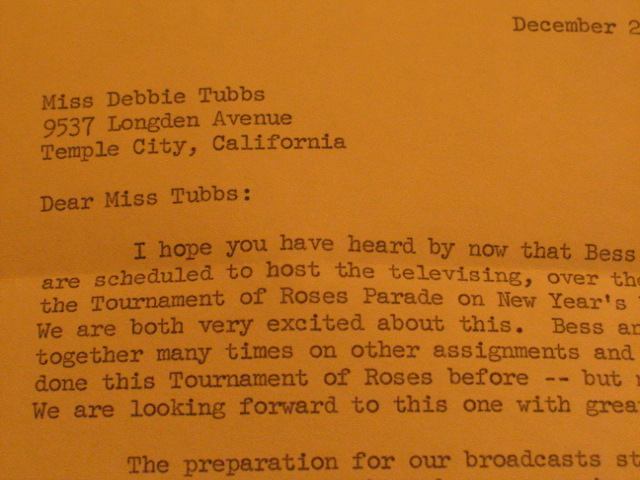 December 2
Miss Debbie Tubbs
9537 Longden Avenue
Temple City, California
Dear Miss Tubbs:
I hope you have heard by now that Bess
are scheduled to host the televising, over the
the Tournament of Roses Parade on New Year's
We are both very excited about this. Bess an
together many times on other assignments and
done this Tournament of Roses before -- but
We are looking forward to this one with grea
The preparation for our broadcasts st